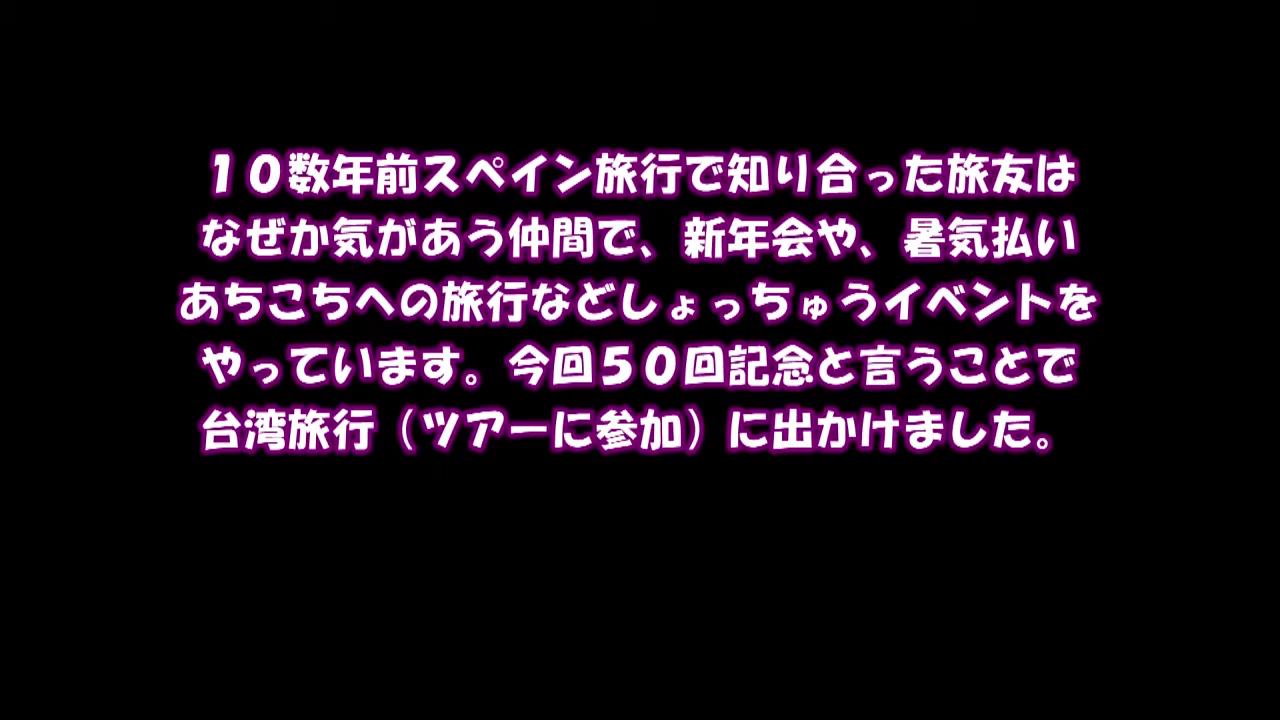 １０数年前スペイン旅行で知り合った旅友は
なぜか気があう仲間で、新年会や、暑気払い
あちこちへの旅行などしょっちゅうイベントを
やっています。今回５０回記念と言うことで
台湾旅行（ツアーに参加）に出かけました。